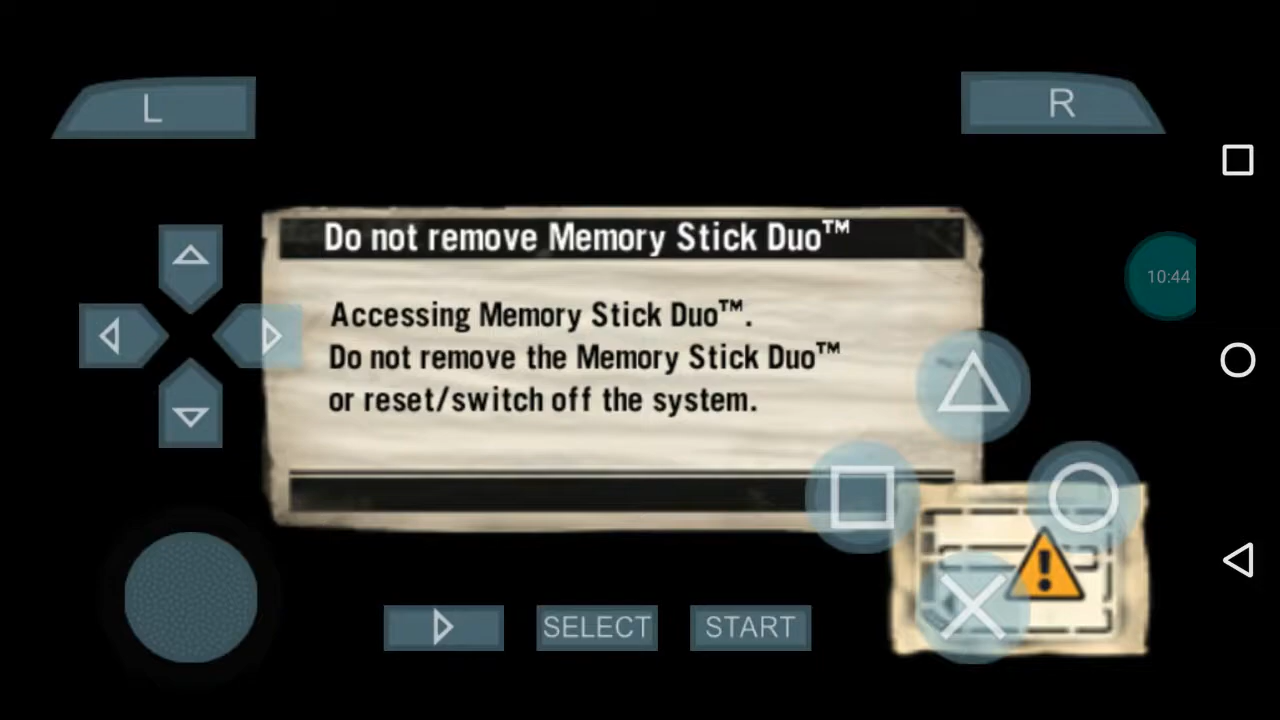 L
R
Do not remove Memory Stick Duo™
10:44
Accessing Memory Stick Duo™.
Do not remove the Memory Stick Duo™
or reset/switch off the system.
SELECT
START